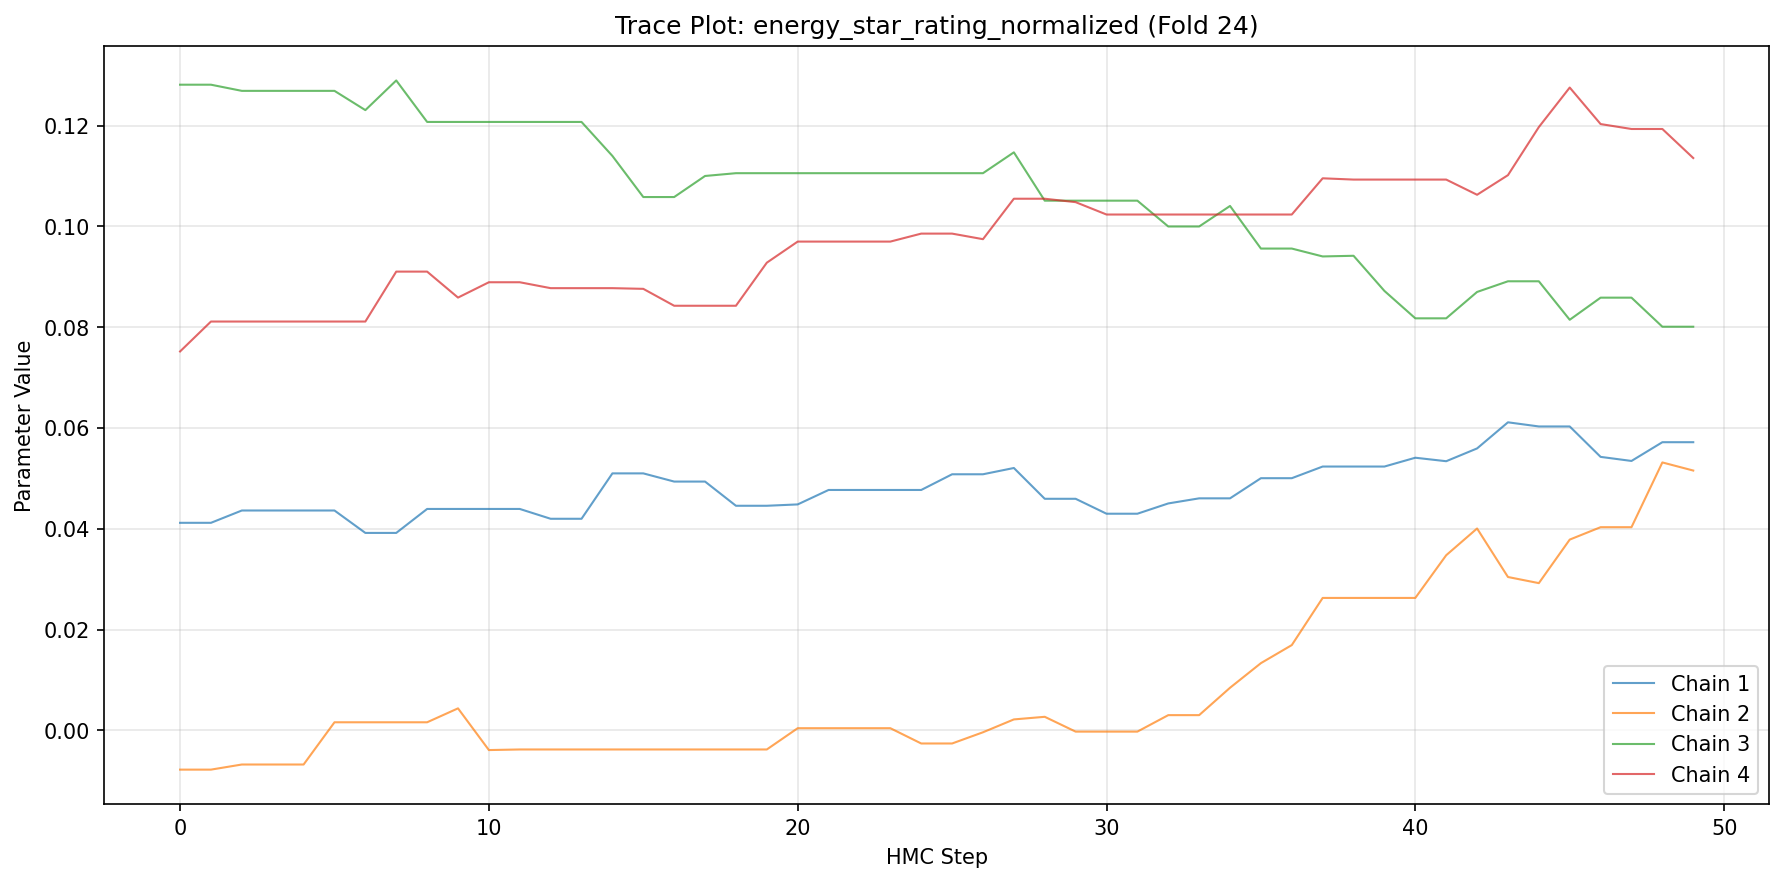 Trace Plot: energy_star_rating_normalized (Fold 24)
Parameter Value
0.12
0.10
0.08
0.06
0.04
0.02
0.00
0 10 20 30 40 50
HMC Step
Chain 1
Chain 2
Chain 3
Chain 4